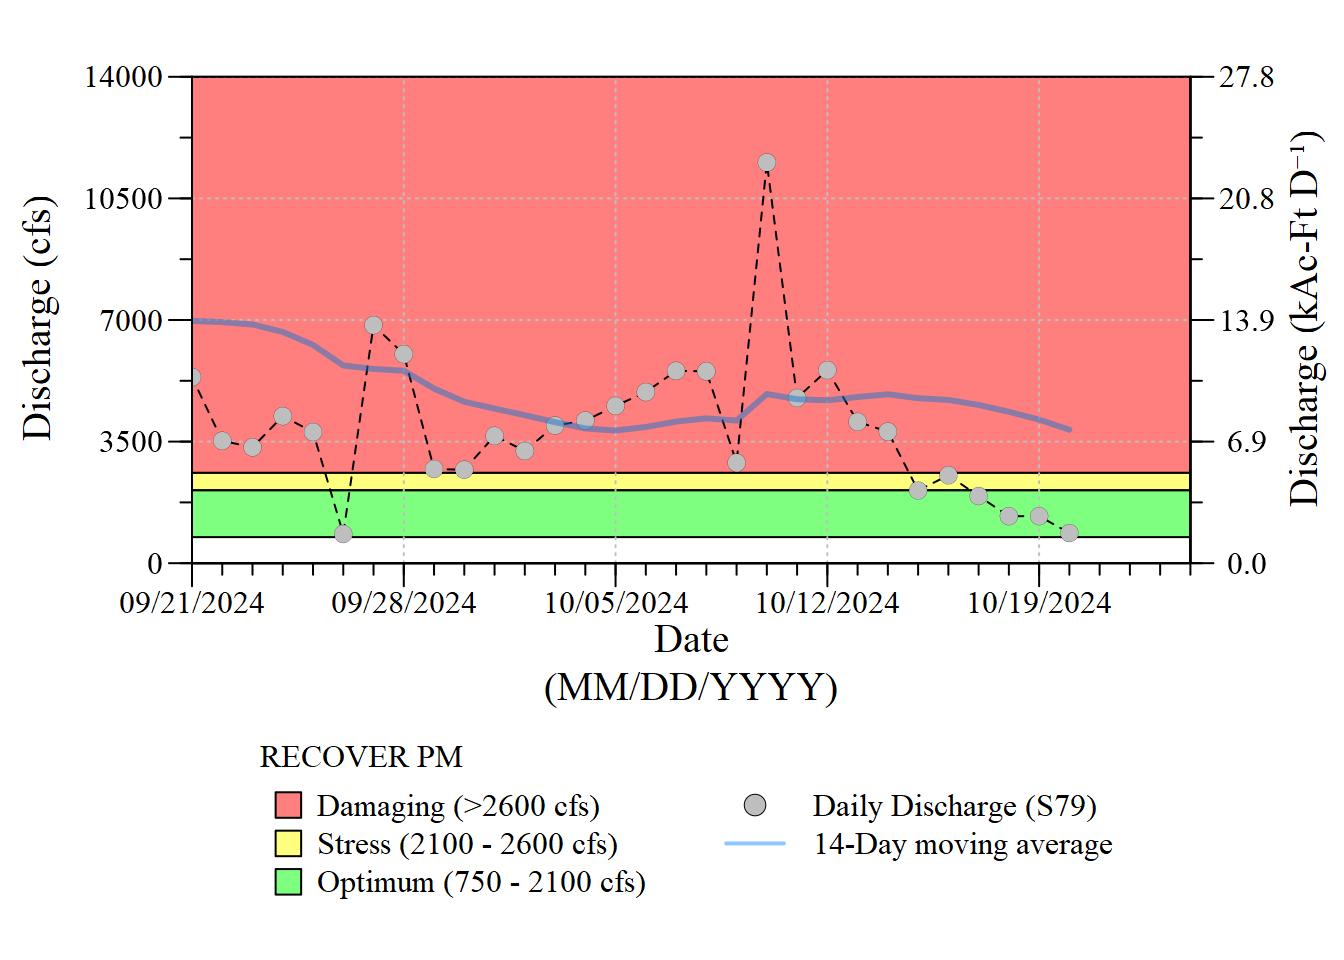 14000
10500
7000
3500
0
Discharge (cfs)
27.8
20.8
13.9
6.9
0.0
Discharge (kAc-Ft D⁻¹)
09/21/2024
09/28/2024
10/05/2024
10/12/2024
10/19/2024
Date
(MM/DD/YYYY)
RECOVER PM
Damaging (>2600 cfs)
Stress (2100 - 2600 cfs)
Optimum (750 - 2100 cfs)
Daily Discharge (S79)
14-Day moving average